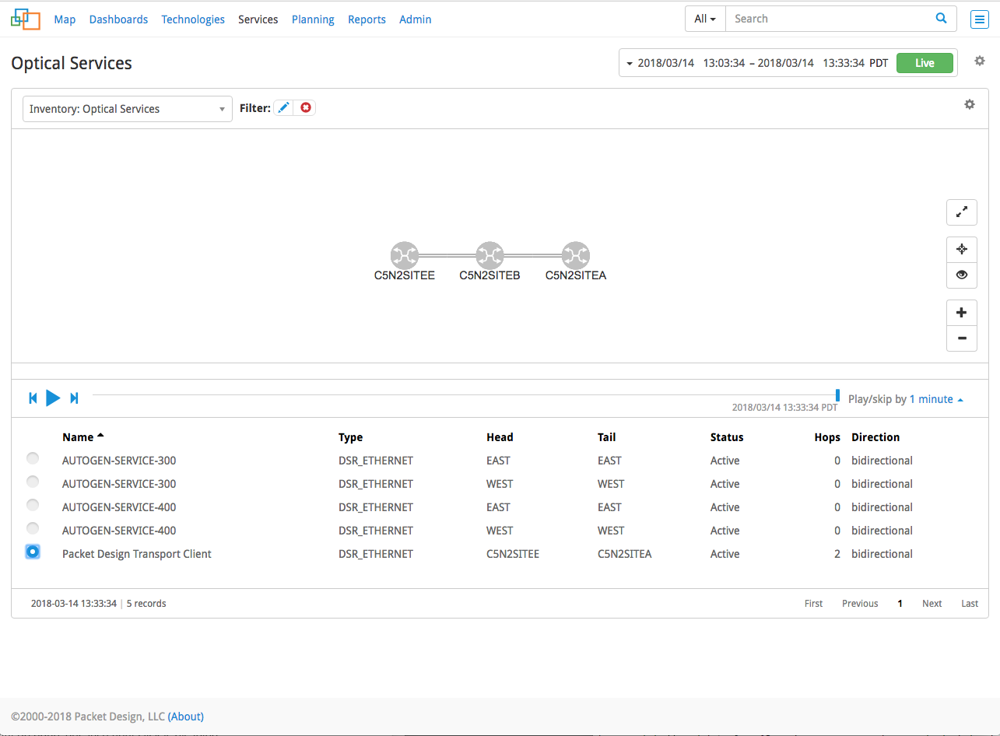 Map Dashboards Technologies Services Planning Reports Admin All Search
Optical Services
2018/03/14 13:03:34 – 2018/03/14 13:33:34 PDT Live
Inventory: Optical Services Filter:
C5N2SITEE C5N2SITEB C5N2SITEA
Play/skip by 1 minute
2018/03/14 13:33:34 PDT
Name Type Head Tail Status Hops Direction
AUTOGEN-SERVICE-300 DSR_ETHERNET EAST EAST Active 0 bidirectional
AUTOGEN-SERVICE-300 DSR_ETHERNET WEST WEST Active 0 bidirectional
AUTOGEN-SERVICE-400 DSR_ETHERNET EAST EAST Active 0 bidirectional
AUTOGEN-SERVICE-400 DSR_ETHERNET WEST WEST Active 0 bidirectional
Packet Design Transport Client DSR_ETHERNET C5N2SITEE C5N2SITEA Active 2 bidirectional
2018-03-14 13:33:34 | 5 records First Previous 1 Next Last
©2000-2018 Packet Design, LLC (About)